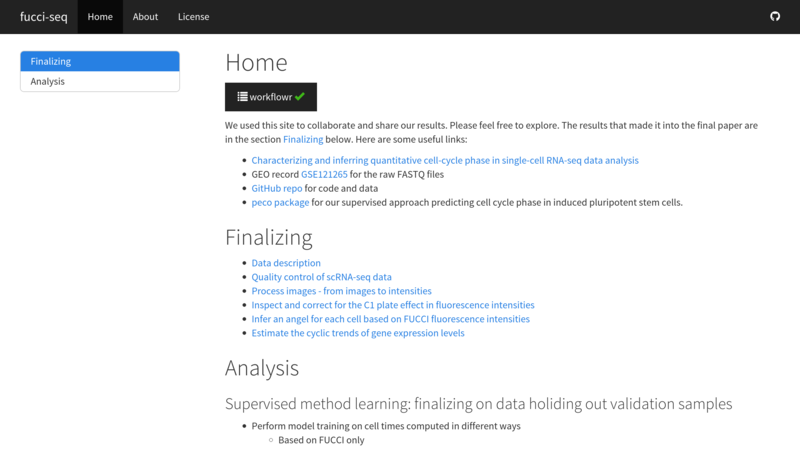 fucci-seq Home About License
Finalizing
Analysis
Home
workflowr
We used this site to collaborate and share our results. Please feel free to explore. The results that made it into the final paper are
in the section Finalizing below. Here are some useful links:
Characterizing and inferring quantitative cell-cycle phase in single-cell RNA-seq data analysis
GEO record GSE121265 for the raw FASTQ files
GitHub repo for code and data
peco package for our supervised approach predicting cell cycle phase in induced pluripotent stem cells.
Finalizing
Data description
Quality control of scRNA-seq data
Process images - from images to intensities
Inspect and correct for the C1 plate effect in fluorescence intensities
Infer an angel for each cell based on FUCCI fluorescence intensities
Estimate the cyclic trends of gene expression levels
Analysis
Supervised method learning: finalizing on data holiding out validation samples
Perform model training on cell times computed in different ways
Based on FUCCI only